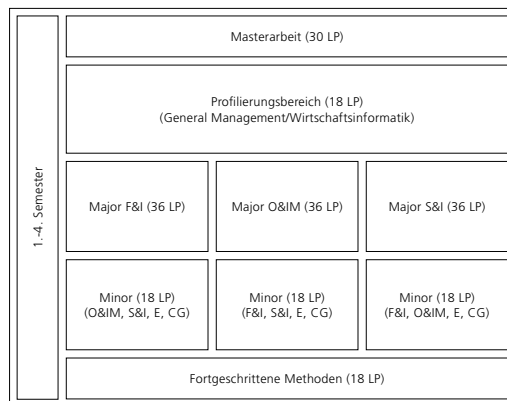 1.-4. Semester
Masterarbeit (30 LP)
Profilierungsbereich (18 LP)
(General Management/Wirtschaftsinformatik)
Major F&I (36 LP)
Major O&IM (36 LP)
Major S&I (36 LP)
Minor (18 LP)
(O&IM, S&I, E, CG)
Minor (18 LP)
(F&I, S&I, E, CG)
Minor (18 LP)
(F&I, O&IM, E, CG)
Fortgeschrittene Methoden (18 LP)